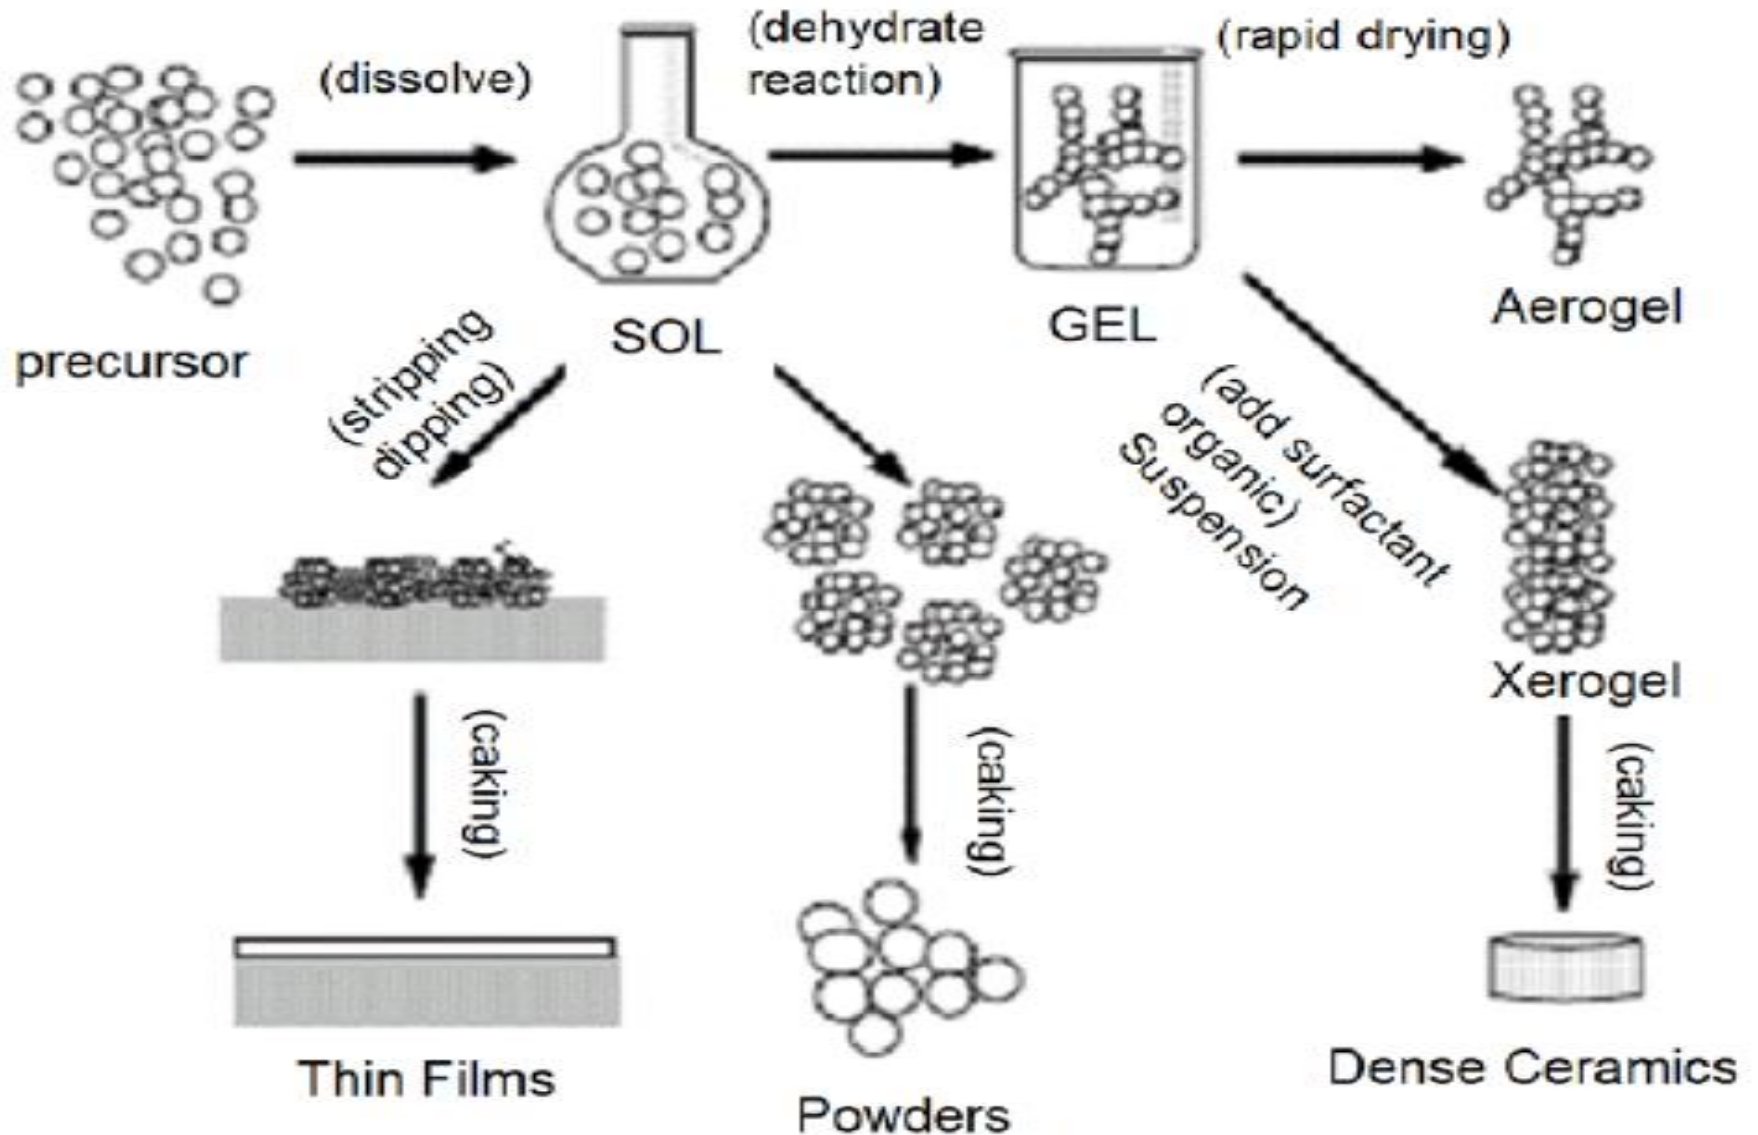 (dissolve)
(dehydrate
reaction)
(rapid drying)
precursor
SOL
GEL
Aerogel
(stripping
dipping)
(add surfactant
organic)
Suspension
Xerogel
(caking)
(caking)
(caking)
Thin Films
Powders
Dense Ceramics